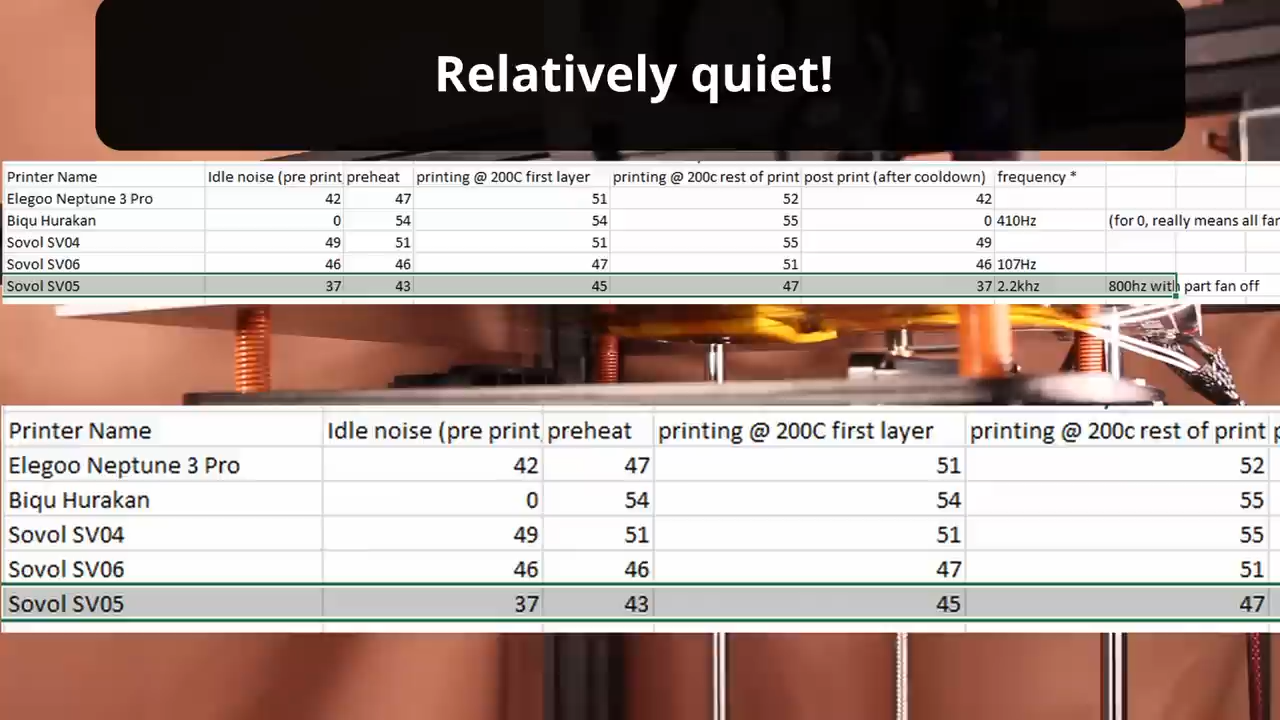 Relatively quiet!
Printer Name Idle noise (pre print preheat printing @ 200C first layer printing @ 200c rest of print post print (after cooldown) frequency *
Elegoo Neptune 3 Pro 42 47 51 52 42
Biqu Hurakan 0 54 54 55 0 410Hz (for 0, really means all fan
Sovol SV04 49 51 51 55 49
Sovol SV06 46 46 47 51 46 107Hz
Sovol SV05 37 43 45 47 37 2.2khz 800hz with part fan off
Printer Name Idle noise (pre print preheat printing @ 200C first layer printing @ 200c rest of print p
Elegoo Neptune 3 Pro 42 47 51 52
Biqu Hurakan 0 54 54 55
Sovol SV04 49 51 51 55
Sovol SV06 46 46 47 51
Sovol SV05 37 43 45 47